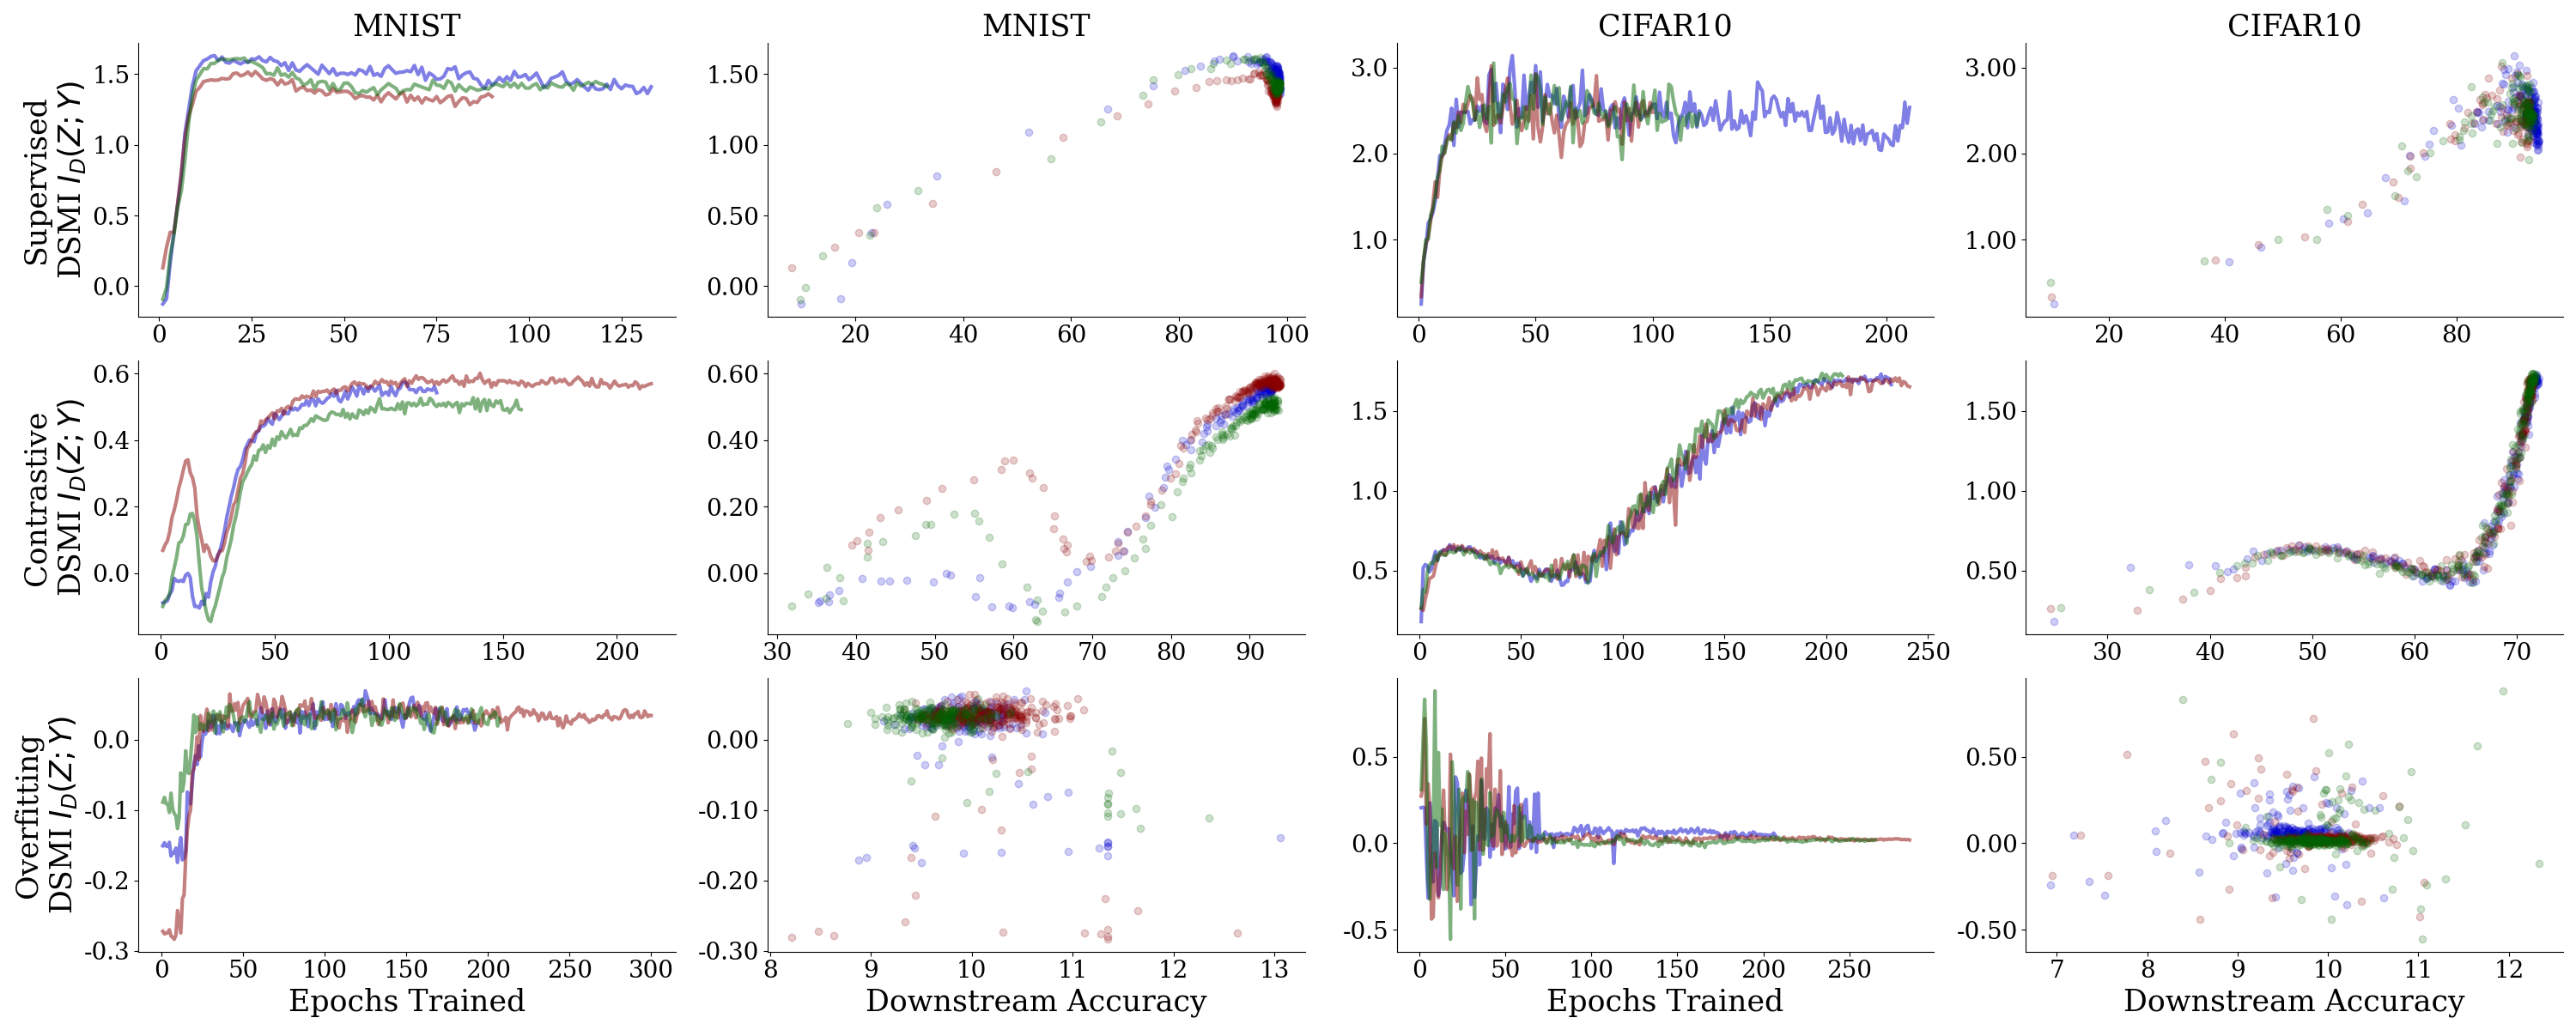 MNIST
MNIST
CIFAR10
CIFAR10
Supervised
DSMI I_D(Z; Y)
1.5
1.0
0.5
0.0
0 25 50 75 100 125
1.50
1.00
0.50
0.00
20 40 60 80 100
3.0
2.0
1.0
0 50 100 150 200
3.00
2.00
1.00
20 40 60 80
Contrastive
DSMI I_D(Z; Y)
0.6
0.4
0.2
0.0
0 50 100 150 200
0.60
0.40
0.20
0.00
30 40 50 60 70 80 90
1.5
1.0
0.5
0 50 100 150 200 250
1.50
1.00
0.50
30 40 50 60 70
Overfitting
DSMI I_D(Z; Y)
0.0
-0.1
-0.2
-0.3
0 50 100 150 200 250 300
Epochs Trained
0.00
-0.10
-0.20
-0.30
8 9 10 11 12 13
Downstream Accuracy
0.5
0.0
-0.5
0 50 100 150 200 250
Epochs Trained
0.50
0.00
-0.50
7 8 9 10 11 12
Downstream Accuracy